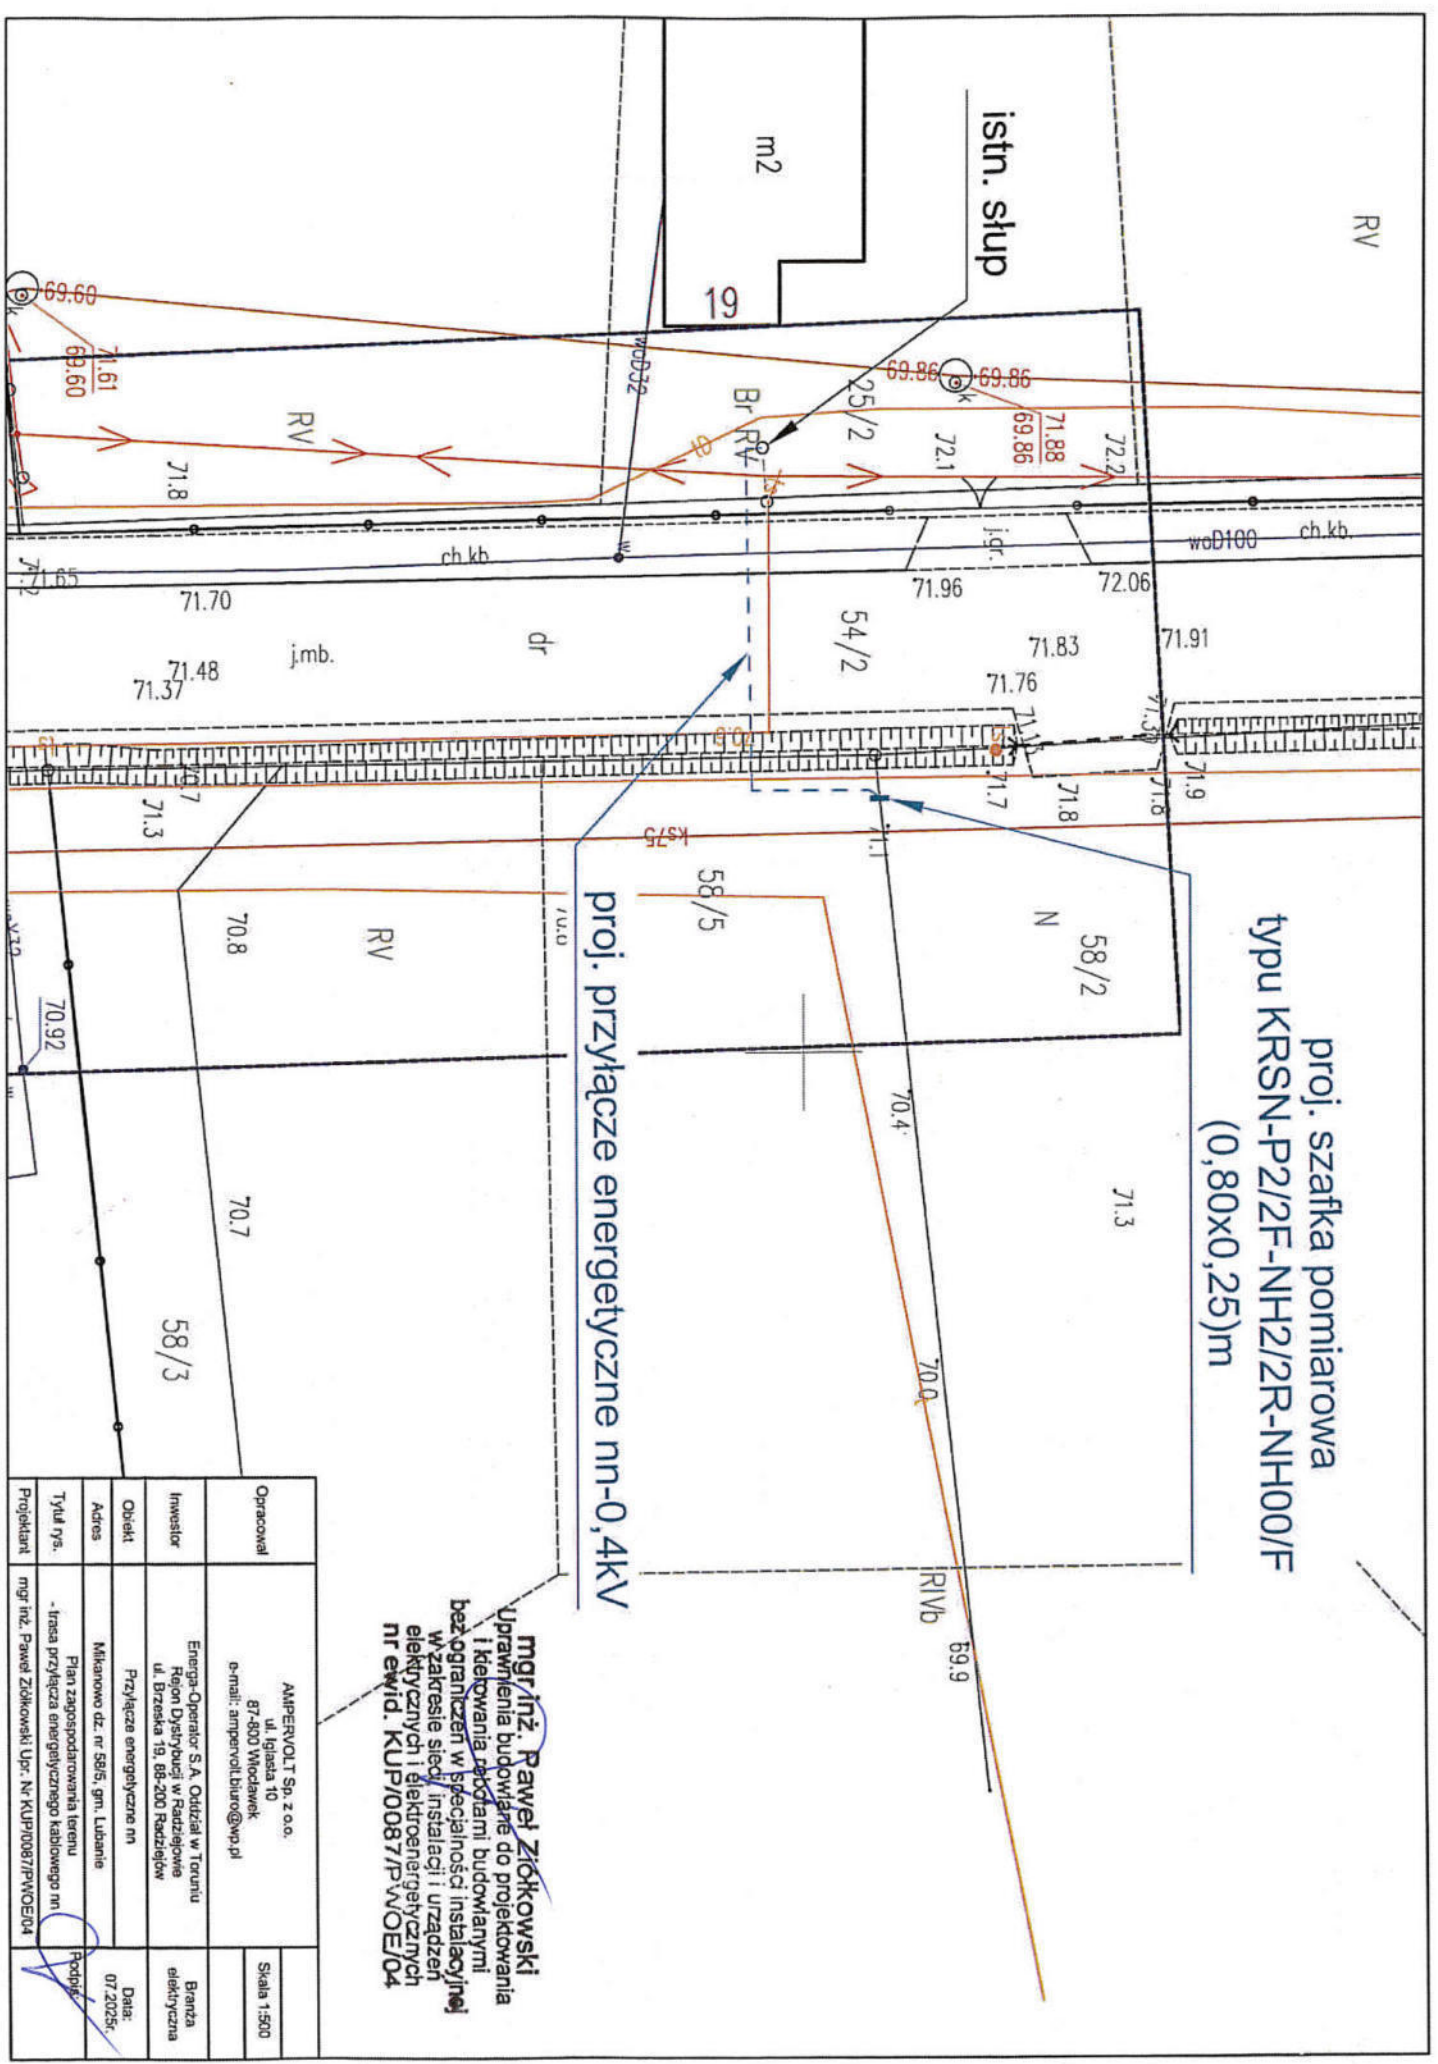 RV
proj. szafka pomiarowa
typu KRSN-P2/2F-NH2/2R-NH00/F
(0,80x0,25)m
istn. słup
m2
19
69.86
69.86
k
71.88
69.86
72.2
72.1
25/2
Br RV
woD32
69.60
k
71.61
69.60
RV
71.8
ch.kb.
w
j.gr.
woD100
ch.kb.
71.65
71.70
71.96
72.06
j.mb.
dr
54/2
71.83
71.91
71.76
71.48
71.37
71.7
71.8
71.8
71.9
71.3
ks75
71.1
58/5
N
58/2
70.8
RV
70.92
w
70.4
71.3
70.7
58/3
70.0
RIVb
69.9
proj. przyłącze energetyczne nn-0,4kV
mgr inż. Paweł Ziółkowski
Uprawnienia budowlane do projektowania
i kierowania robotami budowlanymi
bez ograniczeń w specjalności instalacyjnej
w zakresie sieci, instalacji i urządzeń
elektrycznych i elektroenergetycznych
nr ewid. KUP/0087/PWOE/04
Opracował
AMPERVOLT Sp. z o.o.
ul. Iglasta 10
87-800 Włocławek
e-mail: ampervolt.biuro@wp.pl
Skala 1:500
Inwestor
Energa-Operator S.A. Oddział w Toruniu
Rejon Dystrybucji w Radziejowie
ul. Brzeska 19, 88-200 Radziejów
Branża
elektryczna
Obiekt
Przyłącze energetyczne nn
Data:
07.2025r.
Adres
Mikanowo dz. nr 58/5, gm. Lubanie
Tytuł rys.
Plan zagospodarowania terenu
- trasa przyłącza energetycznego kablowego nn
Podpis:
Projektant
mgr inż. Paweł Ziółkowski Upr. Nr KUP/0087/PWOE/04